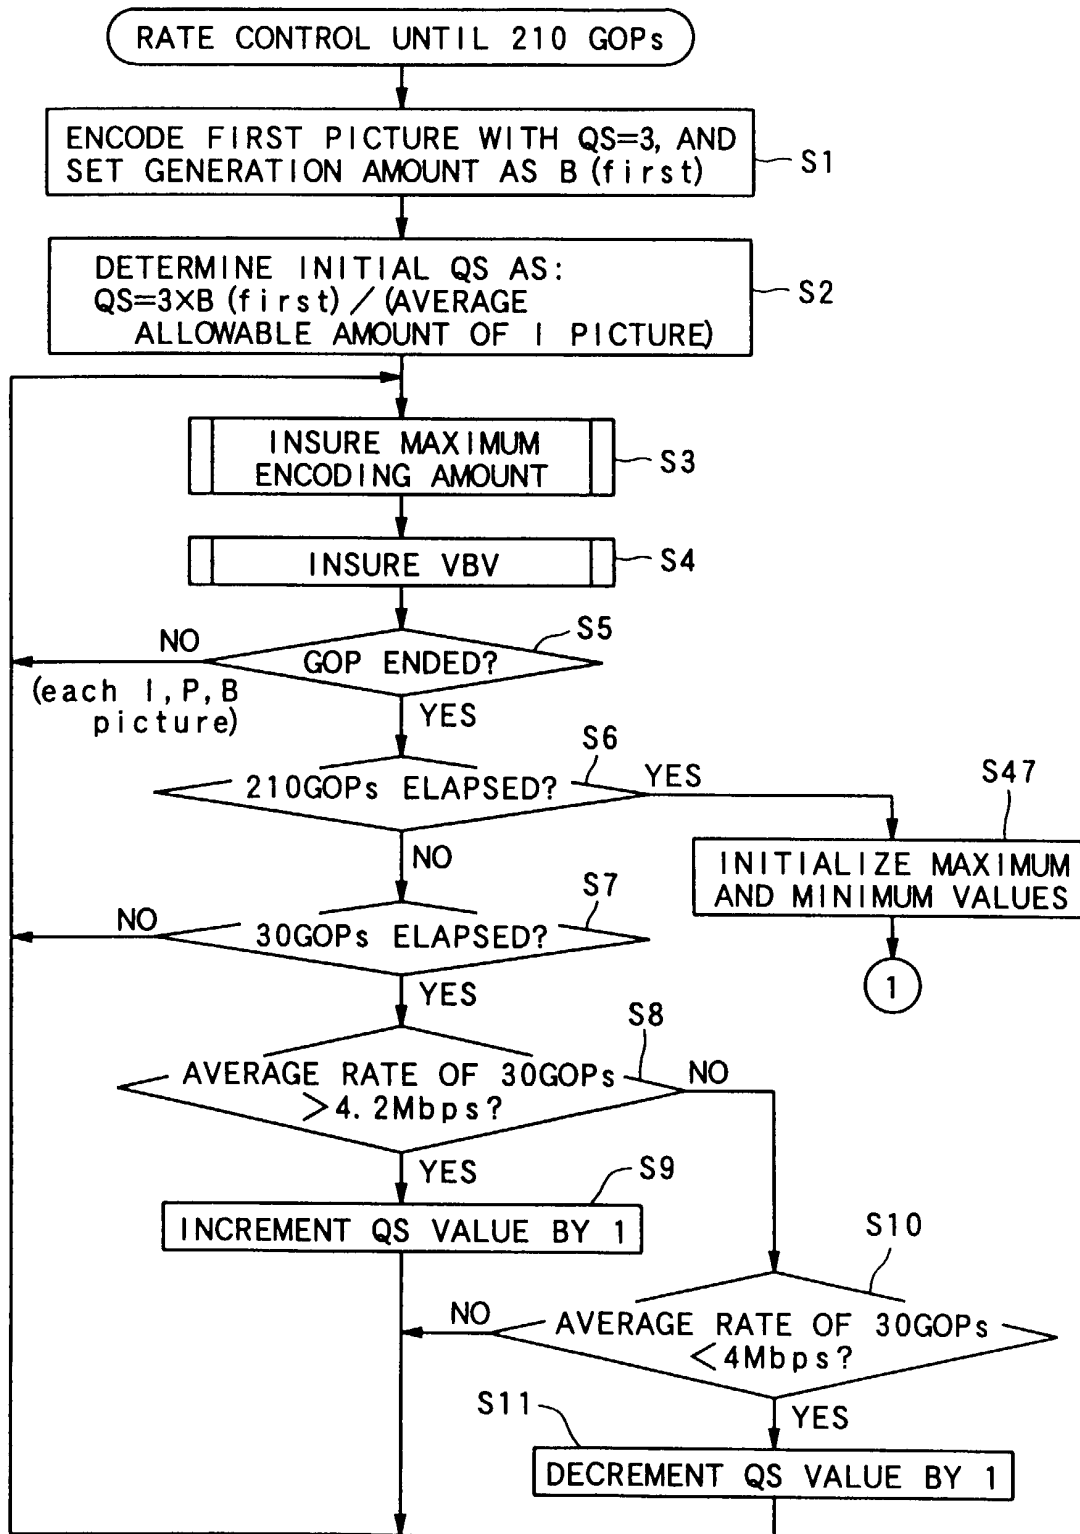 RATE CONTROL UNTIL 210 GOPs
ENCODE FIRST PICTURE WITH QS=3, AND
SET GENERATION AMOUNT AS B (first)
S1
DETERMINE INITIAL QS AS:
QS=3×B (first) / (AVERAGE
ALLOWABLE AMOUNT OF I PICTURE)
S2
INSURE MAXIMUM
ENCODING AMOUNT
S3
INSURE VBV
S4
S5
NO
GOP ENDED?
(each I, P, B
picture)
YES
S6
210GOPs ELAPSED?
YES
S47
NO
INITIALIZE MAXIMUM
AND MINIMUM VALUES
S7
NO
30GOPs ELAPSED?
1
YES
S8
AVERAGE RATE OF 30GOPs
>4.2Mbps?
NO
YES
S9
INCREMENT QS VALUE BY 1
S10
NO
AVERAGE RATE OF 30GOPs
<4Mbps?
S11
YES
DECREMENT QS VALUE BY 1